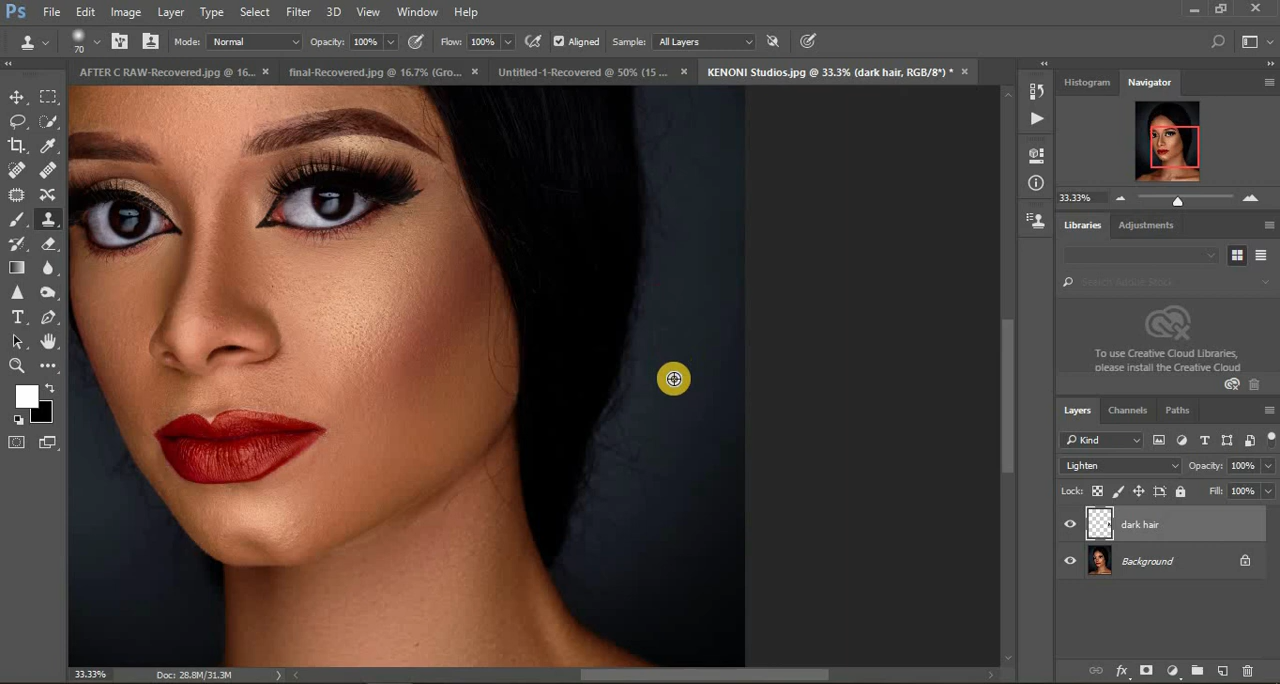 Ps File Edit Image Layer Type Select Filter 3D View Window Help
70 Mode: Normal Opacity: 100% Flow: 100% Aligned Sample: All Layers
AFTER C RAW-Recovered.jpg @ 16... × final-Recovered.jpg @ 16.7% (Gro... × Untitled-1-Recovered @ 50% (15 ... × KENONI Studios.jpg @ 33.3% (dark hair, RGB/8*) * ×
Histogram Navigator
33.33%
Libraries Adjustments
Search Adobe Stock
To use Creative Cloud Libraries,
please install the Creative Cloud
Layers Channels Paths
Kind
Lighten Opacity: 100%
Lock: Fill: 100%
dark hair
Background
33.33% Doc: 28.8M/31.3M